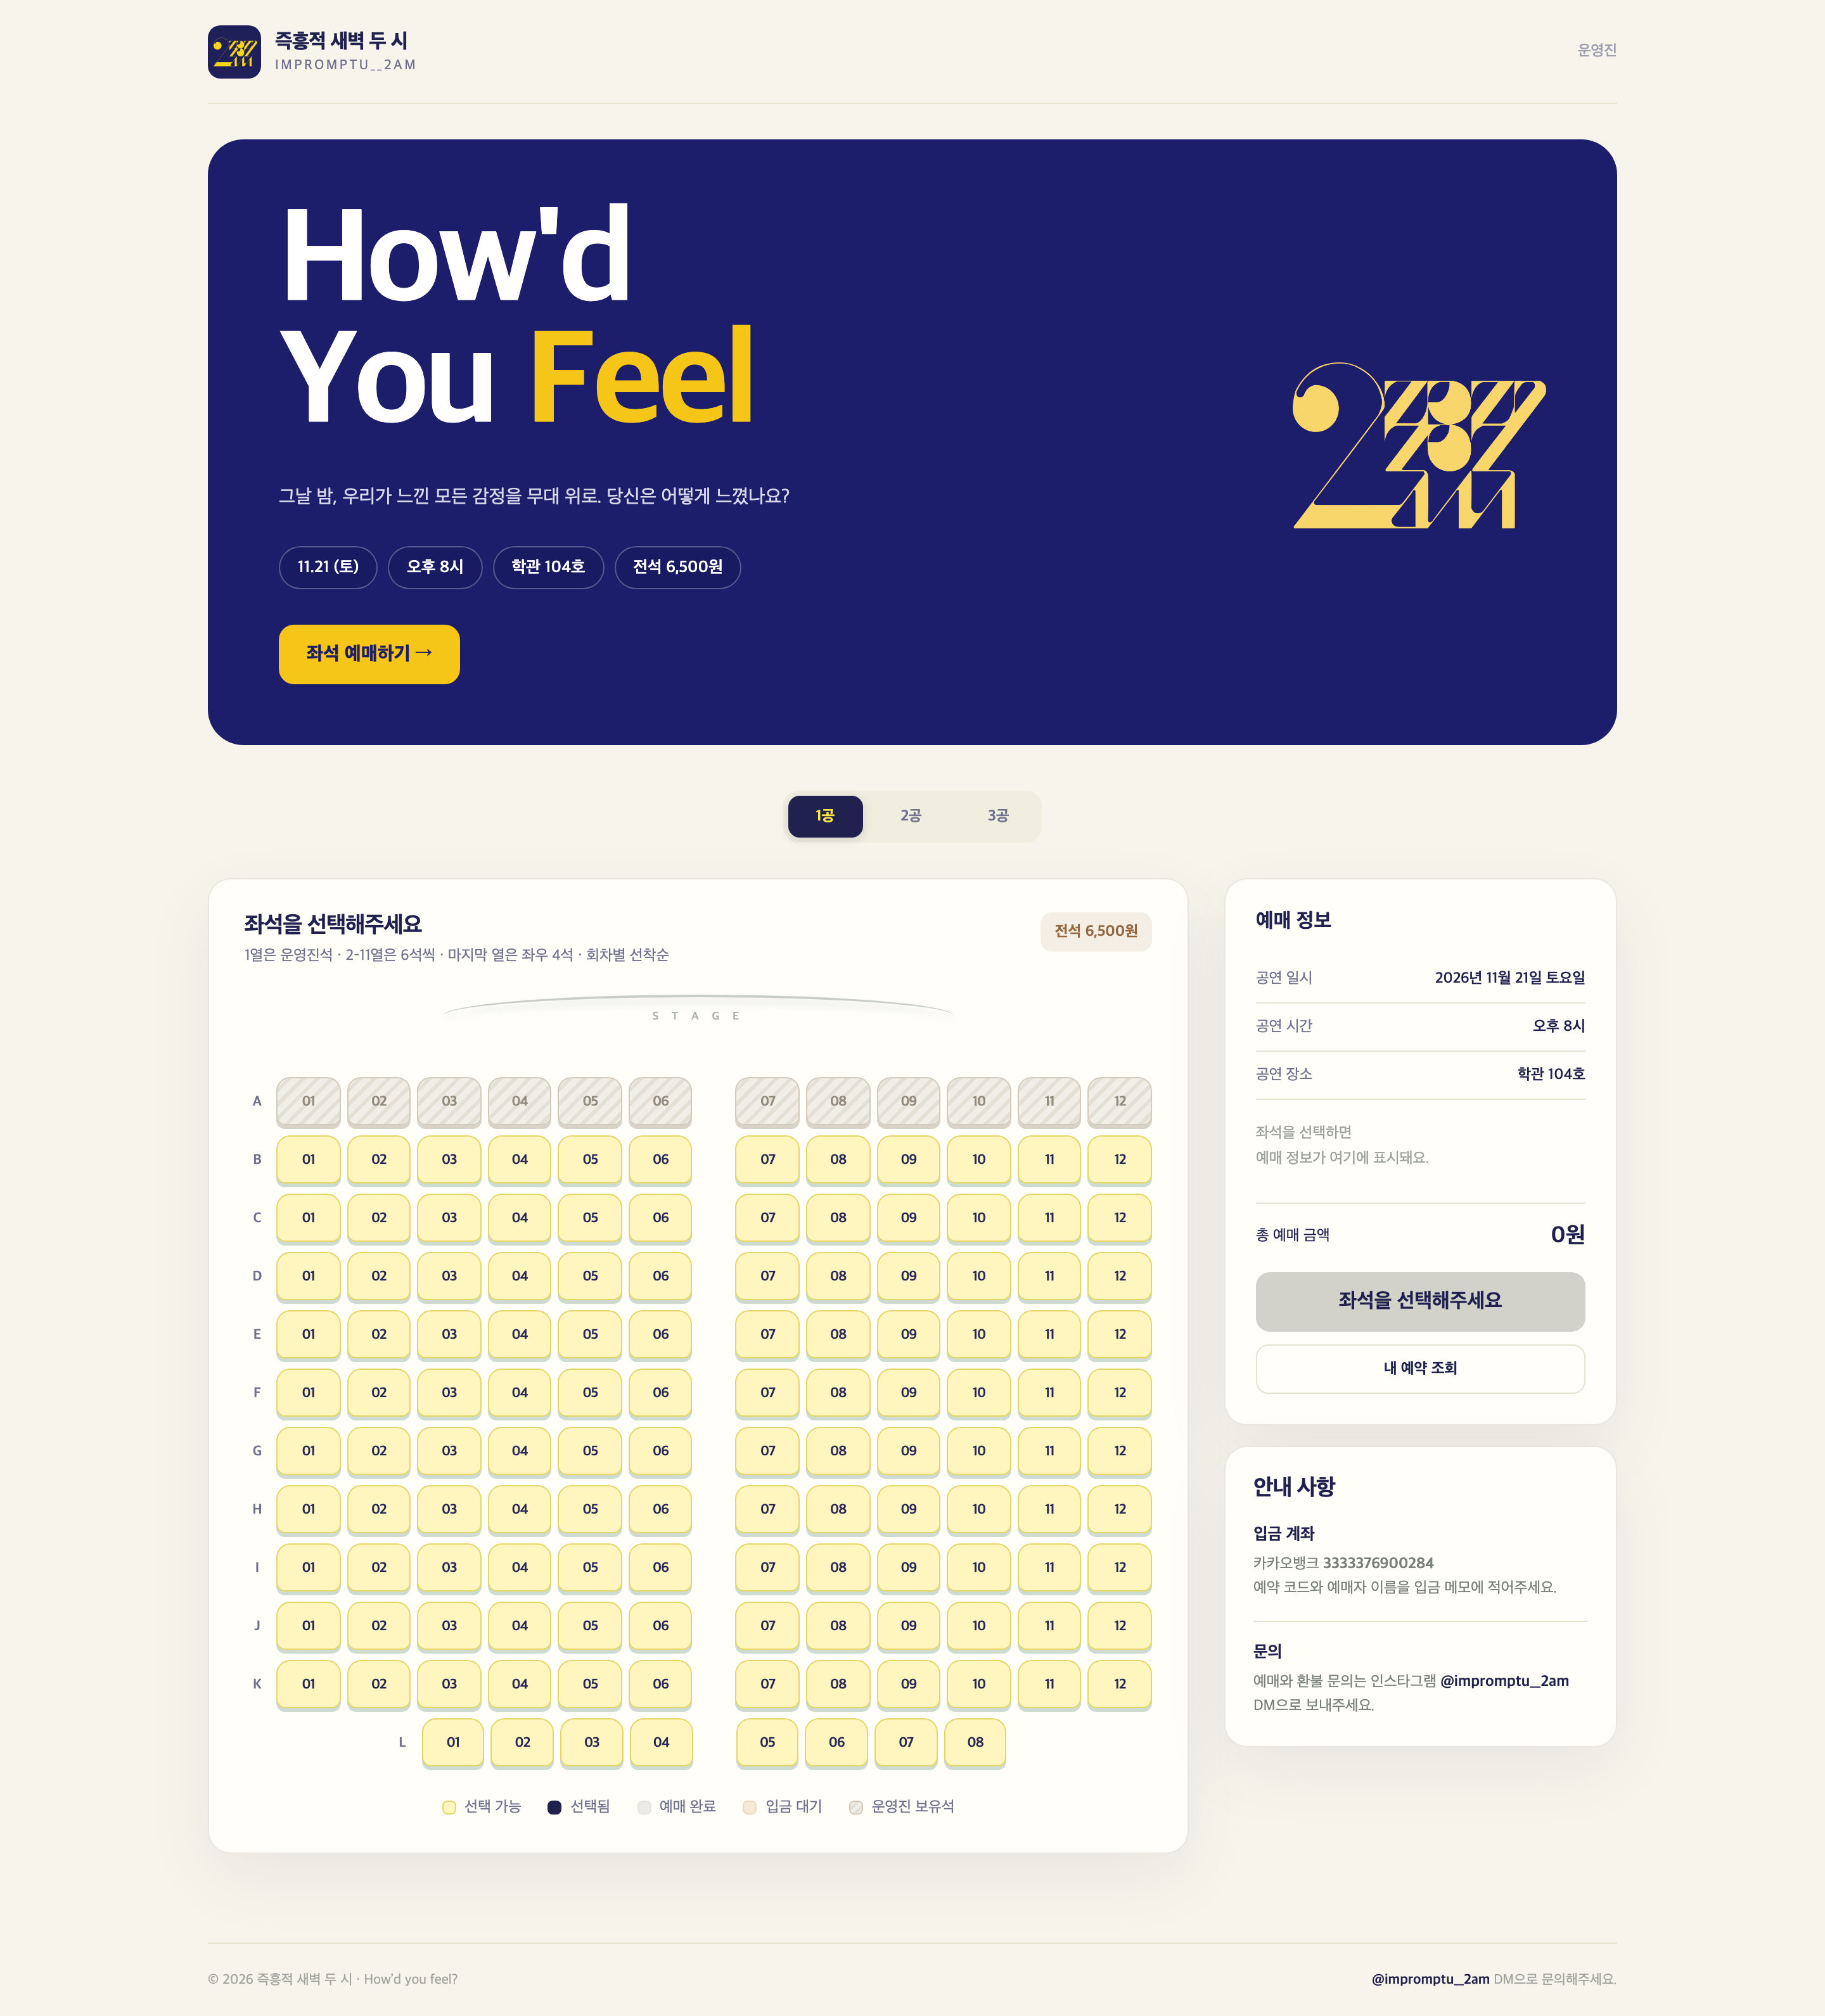 2AM
즉흥적 새벽 두 시
IMPROMPTU__2AM
운영진
How'd
You Feel
그날 밤, 우리가 느낀 모든 감정을 무대 위로. 당신은 어떻게 느꼈나요?
11.21 (토) 오후 8시 학관 104호 전석 6,500원
좌석 예매하기 →
2AM
1공 2공 3공
좌석을 선택해주세요
1열은 운영진석 · 2-11열은 6석씩 · 마지막 열은 좌우 4석 · 회차별 선착순
전석 6,500원
STAGE
A 01 02 03 04 05 06 07 08 09 10 11 12
B 01 02 03 04 05 06 07 08 09 10 11 12
C 01 02 03 04 05 06 07 08 09 10 11 12
D 01 02 03 04 05 06 07 08 09 10 11 12
E 01 02 03 04 05 06 07 08 09 10 11 12
F 01 02 03 04 05 06 07 08 09 10 11 12
G 01 02 03 04 05 06 07 08 09 10 11 12
H 01 02 03 04 05 06 07 08 09 10 11 12
I 01 02 03 04 05 06 07 08 09 10 11 12
J 01 02 03 04 05 06 07 08 09 10 11 12
K 01 02 03 04 05 06 07 08 09 10 11 12
L 01 02 03 04 05 06 07 08
선택 가능 선택됨 예매 완료 입금 대기 운영진 보유석
예매 정보
공연 일시 2026년 11월 21일 토요일
공연 시간 오후 8시
공연 장소 학관 104호
좌석을 선택하면
예매 정보가 여기에 표시돼요.
총 예매 금액 0원
좌석을 선택해주세요
내 예약 조회
안내 사항
입금 계좌
카카오뱅크 3333376900284
예약 코드와 예매자 이름을 입금 메모에 적어주세요.
문의
예매와 환불 문의는 인스타그램 @impromptu__2am
DM으로 보내주세요.
© 2026 즉흥적 새벽 두 시 · How'd you feel?
@impromptu__2am DM으로 문의해주세요.